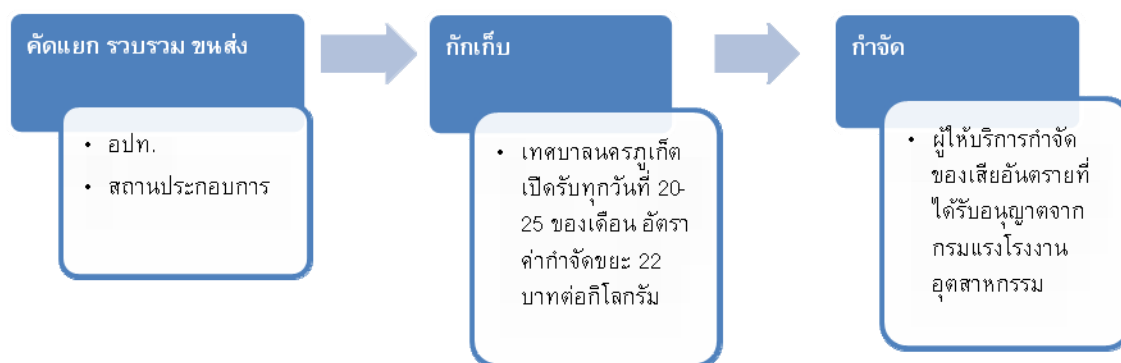 คัดแยก รวบรวม ขนส่ง
• อปท.
• สถานประกอบการ
กักเก็บ
• เทศบาลนครภูเก็ต
เปิดรับทุกวันที่ 20-
25 ของเดือน อัตรา
ค่ากำจัดขยะ 22
บาทต่อกิโลกรัม
กำจัด
• ผู้ให้บริการกำจัด
ของเสียอันตรายที่
ได้รับอนุญาตจาก
กรมแรงโรงงาน
อุตสาหกรรม